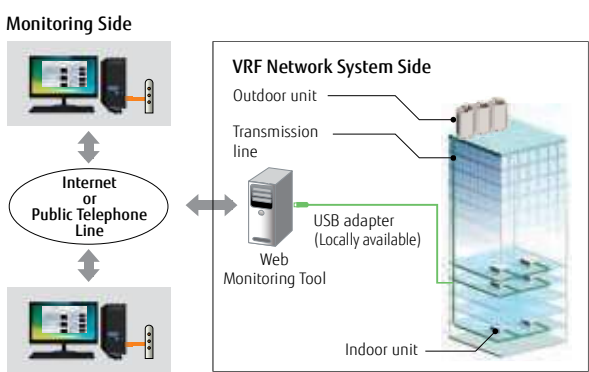 Monitoring Side
Internet
or
Public Telephone
Line
VRF Network System Side
Outdoor unit
Transmission
line
USB adapter
(Locally available)
Web
Monitoring Tool
Indoor unit